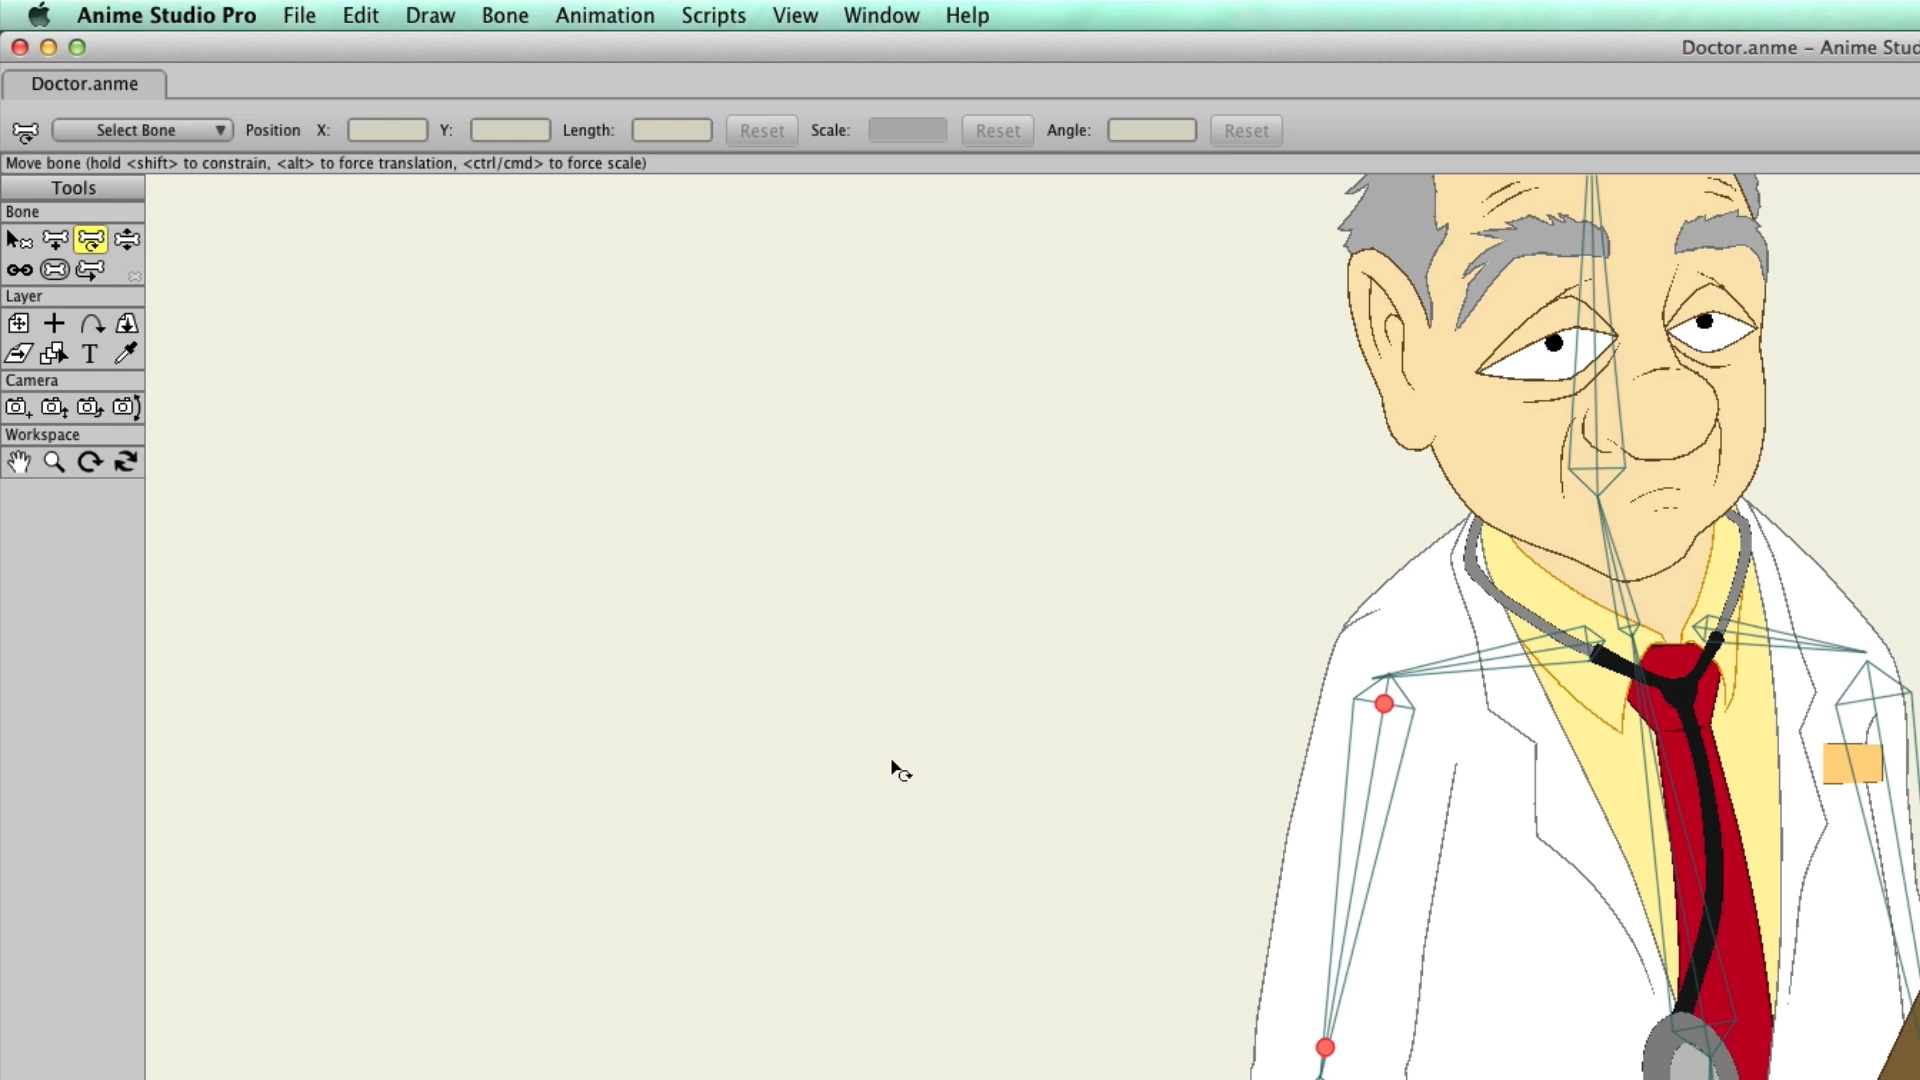 Anime Studio Pro File Edit Draw Bone Animation Scripts View Window Help
Doctor.anme – Anime Stud
Doctor.anme
Select Bone Position X: Y: Length: Reset Scale: Reset Angle: Reset
Move bone (hold <shift> to constrain, <alt> to force translation, <ctrl/cmd> to force scale)
Tools
Bone
Layer
T
Camera
Workspace